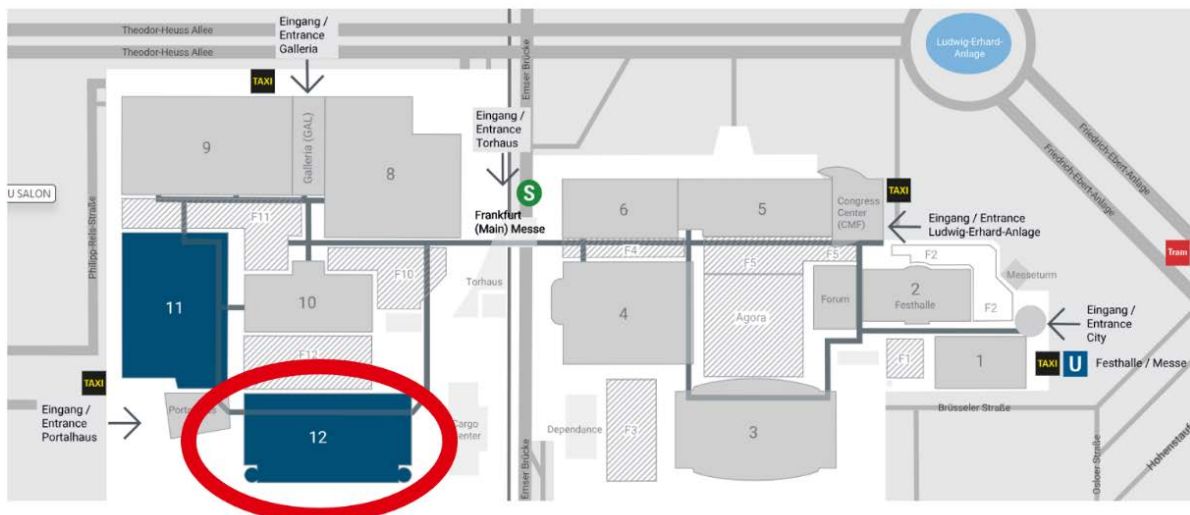 Theodor-Heuss Allee
Theodor-Heuss Allee
Eingang /
Entrance
Galleria
TAXI
Emser Brücke
Ludwig-Erhard-
Anlage
Friedrich-Ebert-Anlage
Friedrich-Ebert-Anlage
Eingang /
Entrance
Torhaus
9
Galleria (GAL)
8
U SALON
Philipp-Reis-Straße
S
Frankfurt
(Main) Messe
6
5
Congress
Center
(CMF)
TAXI
Eingang / Entrance
Ludwig-Erhard-Anlage
Tram
F11
F10
F4
F5
F5
F2
Messeturm
11
10
Torhaus
4
Agora
Forum
2
Festhalle
F2
Eingang /
Entrance
City
F12
F1
1
TAXI
U
Festhalle / Messe
TAXI
Eingang /
Entrance
Portalhaus
12
Cargo
Dependance
F3
3
Brüsseler Straße
Emser Brücke
Osloer Straße